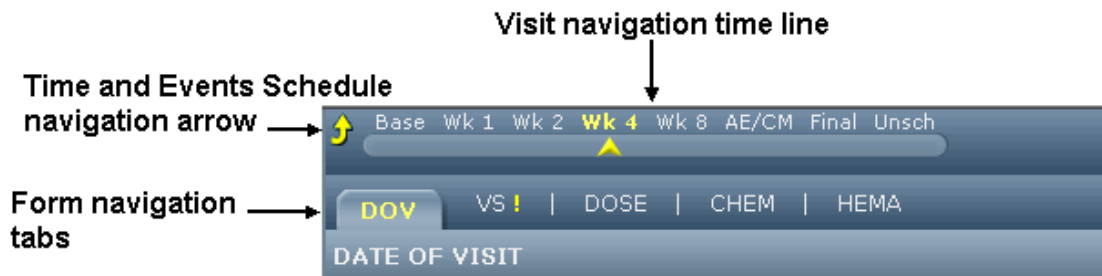 Visit navigation time line
Time and Events Schedule
navigation arrow
Base Wk 1 Wk 2 Wk 4 Wk 8 AE/CM Final Unsch
Form navigation
tabs
DOV VS ! | DOSE | CHEM | HEMA
DATE OF VISIT